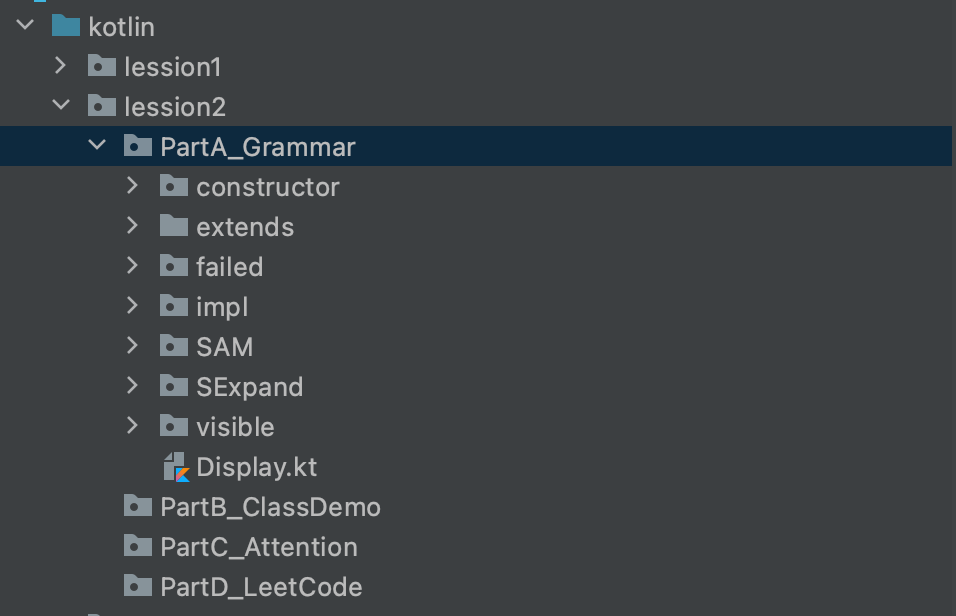 kotlin
lession1
lession2
PartA_Grammar
constructor
extends
failed
impl
SAM
SExpand
visible
Display.kt
PartB_ClassDemo
PartC_Attention
PartD_LeetCode